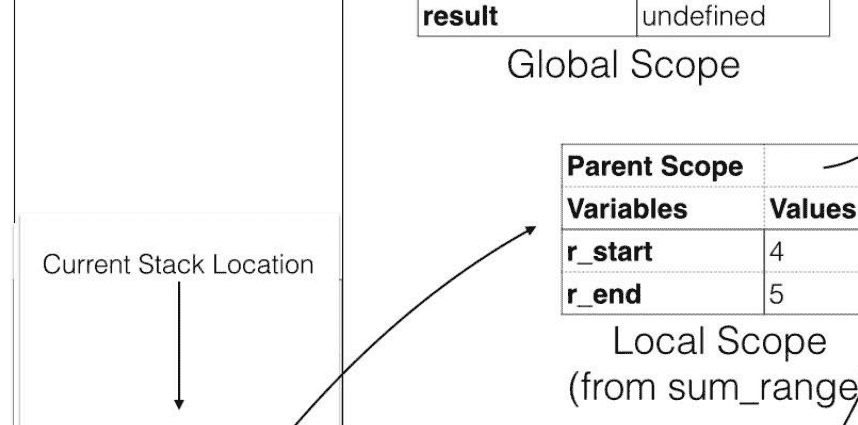 result undefined
Global Scope
Parent Scope
Variables Values
Current Stack Location
r_start 4
r_end 5
Local Scope
(from sum_range